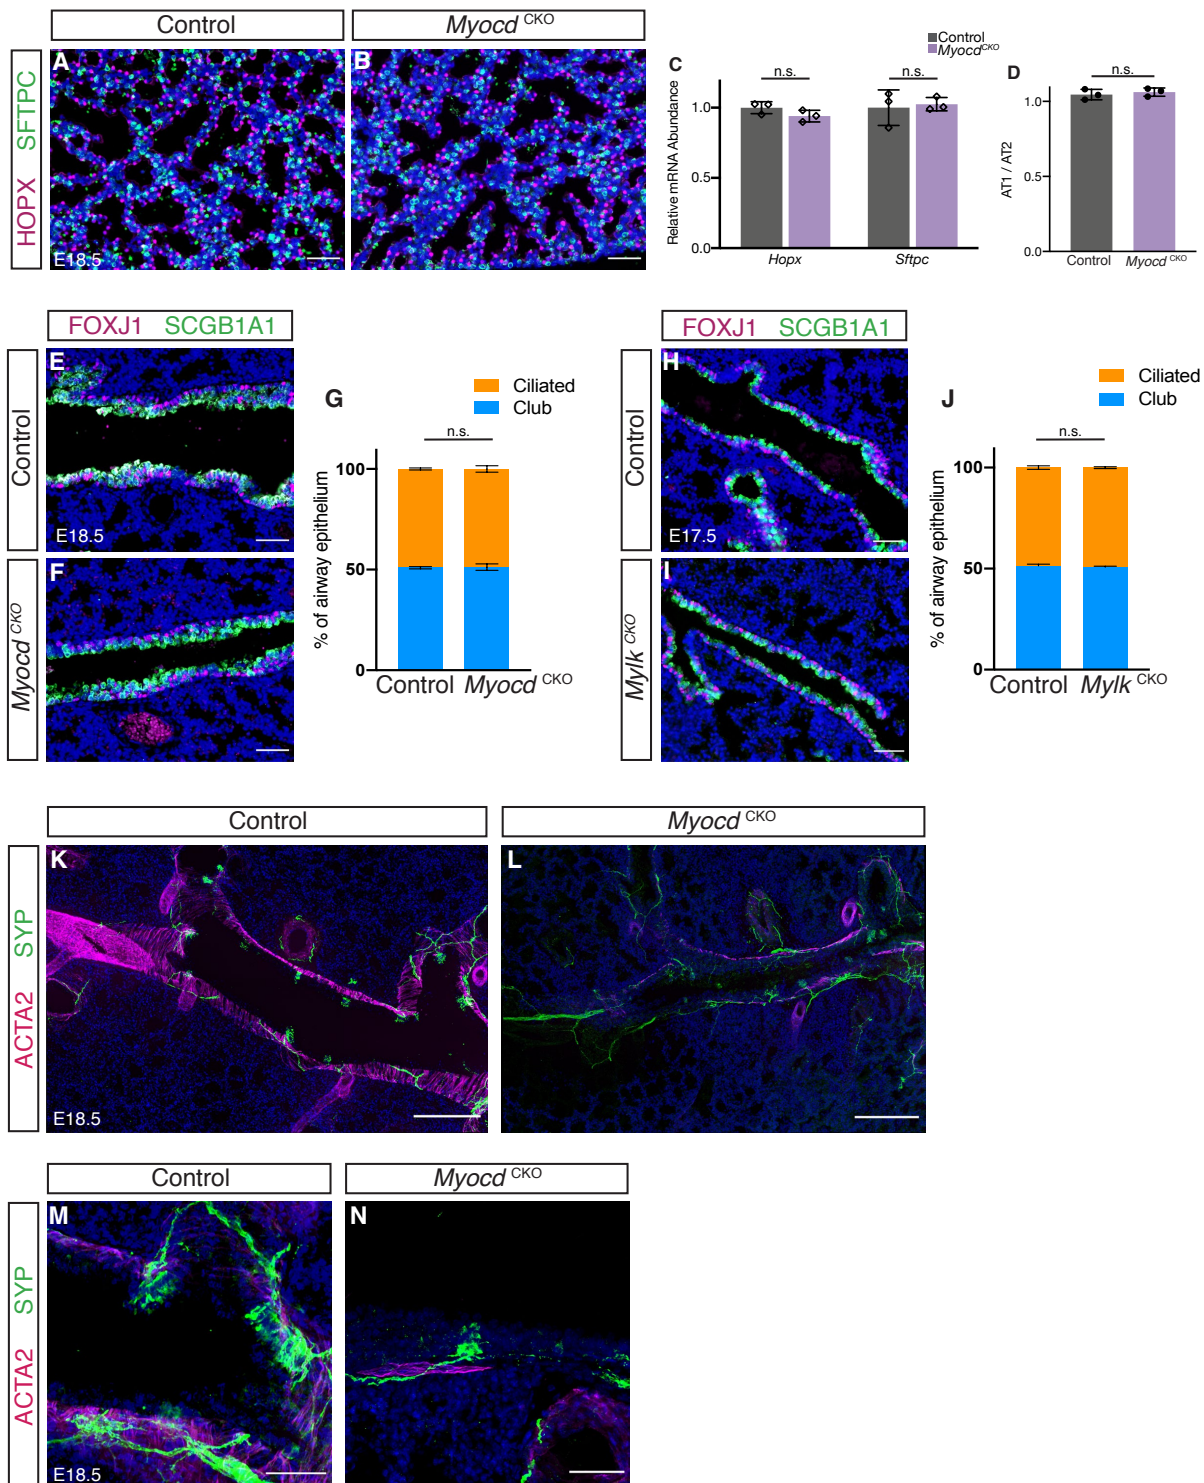 Control
Myocd CKO
HOPX SFTPC
A
E18.5
B
C
Control
Myocd CKO
n.s.
n.s.
Relative mRNA Abundance
1.0
0.5
0.0
Hopx
Sftpc
D
n.s.
AT1 / AT2
1.0
0.5
0.0
Control
Myocd CKO
FOXJ1 SCGB1A1
Control
E
E18.5
Myocd CKO
F
G
Ciliated
Club
n.s.
% of airway epithelium
100
50
0
Control
Myocd CKO
FOXJ1 SCGB1A1
Control
H
E17.5
Mylk CKO
I
J
Ciliated
Club
n.s.
% of airway epithelium
100
50
0
Control
Mylk CKO
Control
Myocd CKO
ACTA2 SYP
K
E18.5
L
Control
Myocd CKO
ACTA2 SYP
M
E18.5
N